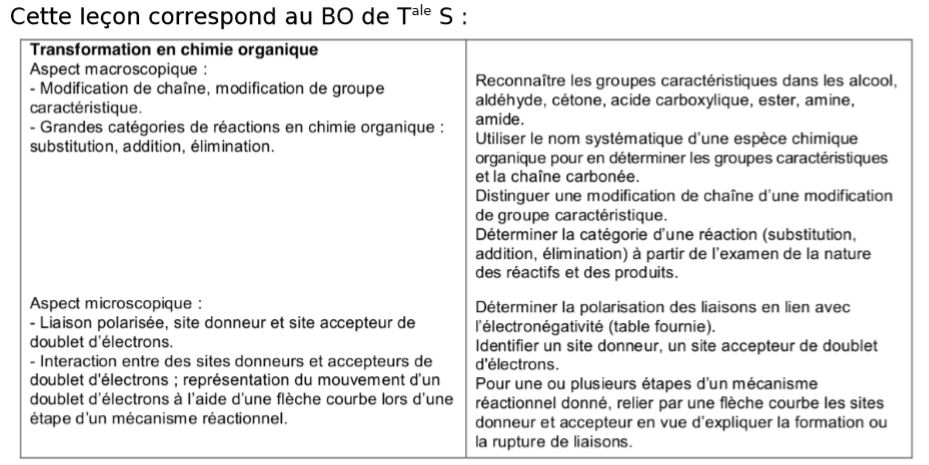 Cette leçon correspond au BO de Tale S :
Transformation en chimie organique
Aspect macroscopique :
- Modification de chaîne, modification de groupe
caractéristique.
- Grandes catégories de réactions en chimie organique :
substitution, addition, élimination.
Reconnaître les groupes caractéristiques dans les alcool,
aldéhyde, cétone, acide carboxylique, ester, amine,
amide.
Utiliser le nom systématique d'une espèce chimique
organique pour en déterminer les groupes caractéristiques
et la chaîne carbonée.
Distinguer une modification de chaîne d'une modification
de groupe caractéristique.
Déterminer la catégorie d'une réaction (substitution,
addition, élimination) à partir de l'examen de la nature
des réactifs et des produits.
Aspect microscopique :
- Liaison polarisée, site donneur et site accepteur de
doublet d'électrons.
- Interaction entre des sites donneurs et accepteurs de
doublet d'électrons ; représentation du mouvement d'un
doublet d'électrons à l'aide d'une flèche courbe lors d'une
étape d'un mécanisme réactionnel.
Déterminer la polarisation des liaisons en lien avec
l'électronégativité (table fournie).
Identifier un site donneur, un site accepteur de doublet
d'électrons.
Pour une ou plusieurs étapes d'un mécanisme
réactionnel donné, relier par une flèche courbe les sites
donneur et accepteur en vue d'expliquer la formation ou
la rupture de liaisons.